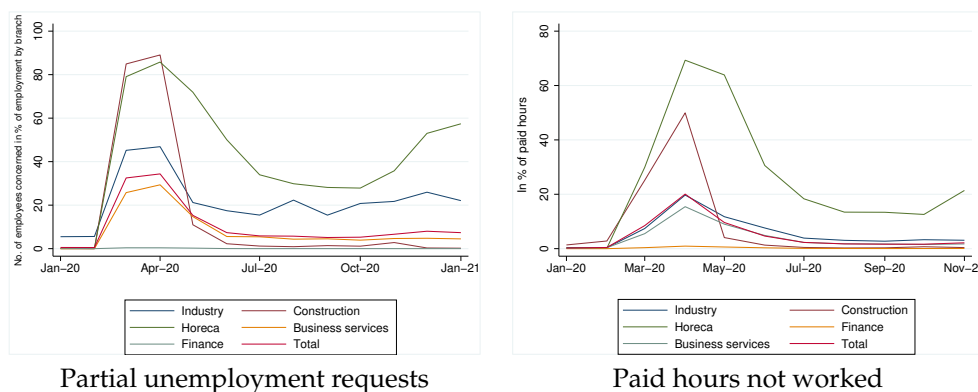 No. of employees concerned in % of employment by branch
100
80
60
40
20
0
Jan–20 Apr–20 Jul–20 Oct–20 Jan–21
Industry Construction
Horeca Business services
Finance Total
Partial unemployment requests
In % of paid hours
80
60
40
20
0
Jan–20 Mar–20 May–20 Jul–20 Sep–20 Nov–2
Industry Construction
Horeca Finance
Business services Total
Paid hours not worked